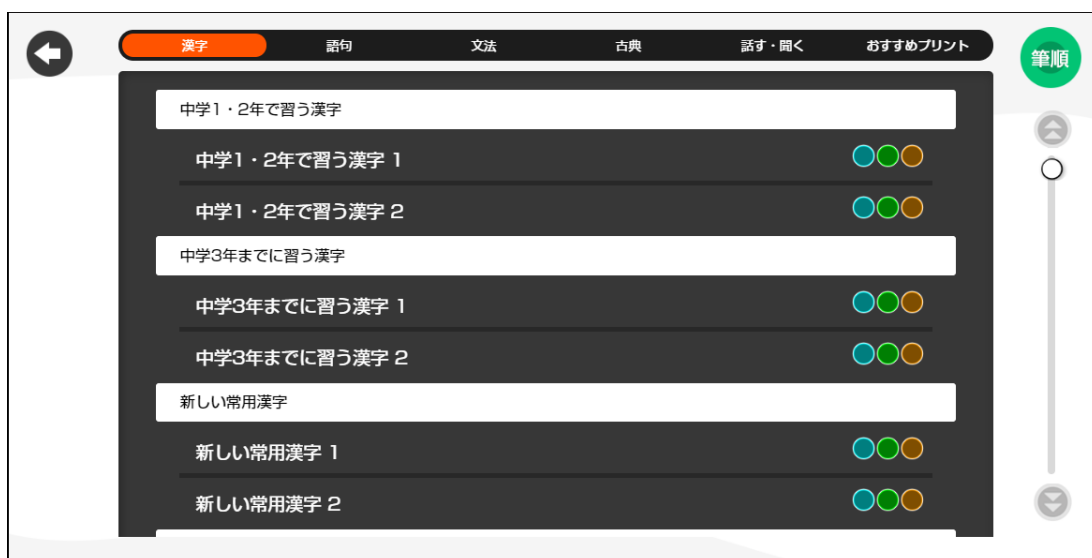 漢字 語句 文法 古典 話す・聞く おすすめプリント
筆順
中学1・2年で習う漢字
中学1・2年で習う漢字 1
中学1・2年で習う漢字 2
中学3年までに習う漢字
中学3年までに習う漢字 1
中学3年までに習う漢字 2
新しい常用漢字
新しい常用漢字 1
新しい常用漢字 2